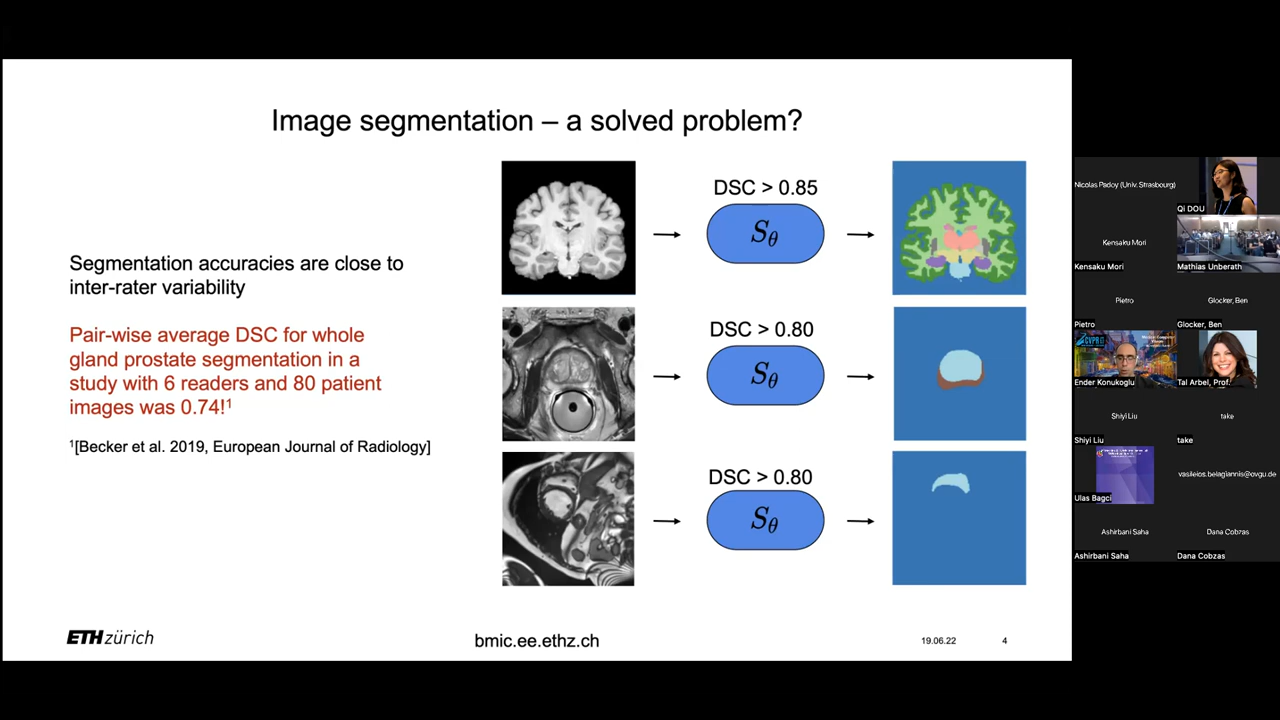 Image segmentation – a solved problem?
Segmentation accuracies are close to
inter-rater variability
Pair-wise average DSC for whole
gland prostate segmentation in a
study with 6 readers and 80 patient
images was 0.74!¹
¹[Becker et al. 2019, European Journal of Radiology]
DSC > 0.85
Sθ
DSC > 0.80
Sθ
DSC > 0.80
Sθ
ETH zürich
bmic.ee.ethz.ch
19.06.22
4
Nicolas Padoy (Univ. Strasbourg)
Qi DOU
Kensaku Mori
Kensaku Mori
Mathias Unberath
Pietro
Glocker, Ben
Pietro
Glocker, Ben
CVPR
Ender Konukoglu
Tal Arbel, Prof.
Shiyi Liu
take
Shiyi Liu
take
vasileios.belagiannis@ovgu.de
Ulas Bagci
Ashirbani Saha
Dana Cobzas
Ashirbani Saha
Dana Cobzas